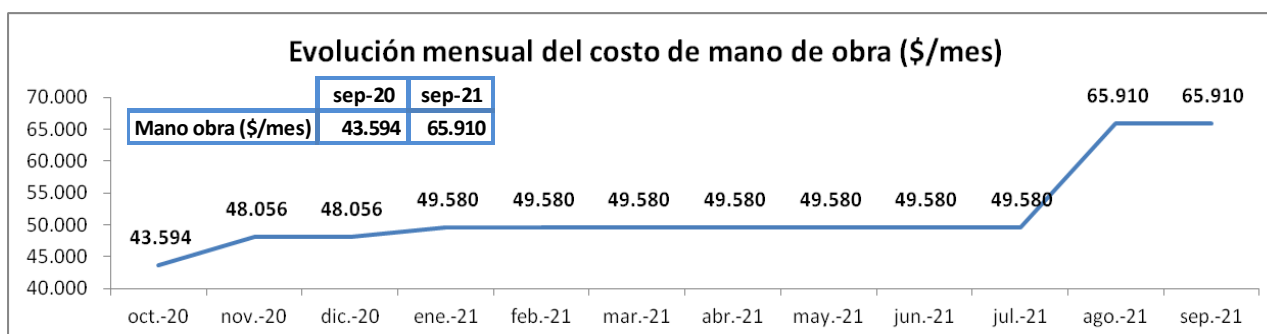 Evolución mensual del costo de mano de obra ($/mes)
sep-20 sep-21
Mano obra ($/mes) 43.594 65.910
70.000
65.000
60.000
55.000
50.000
45.000
40.000
43.594 48.056 48.056 49.580 49.580 49.580 49.580 49.580 49.580 49.580 65.910 65.910
oct.-20 nov.-20 dic.-20 ene.-21 feb.-21 mar.-21 abr.-21 may.-21 jun.-21 jul.-21 ago.-21 sep.-21